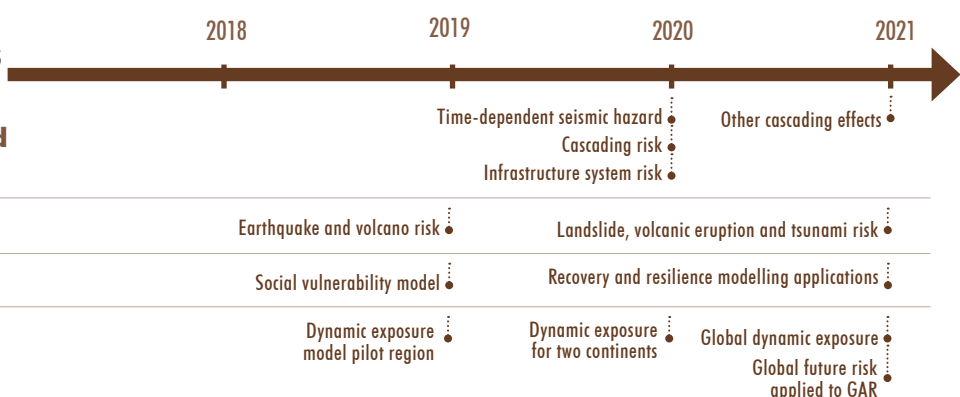 2018 2019 2020 2021
Time-dependent seismic hazard
Other cascading effects
Cascading risk
Infrastructure system risk
Earthquake and volcano risk
Landslide, volcanic eruption and tsunami risk
Social vulnerability model
Recovery and resilience modelling applications
Dynamic exposure
model pilot region
Dynamic exposure
for two continents
Global dynamic exposure
Global future risk
applied to GAR